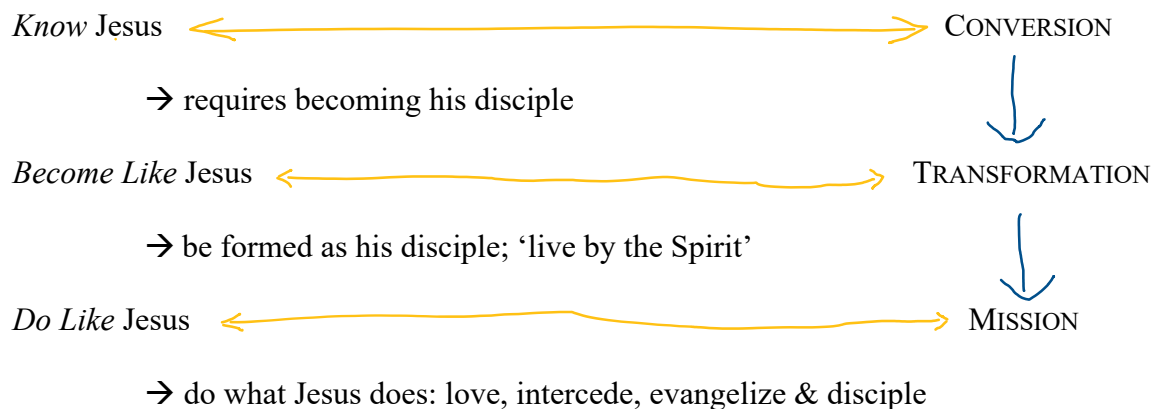 Know Jesus CONVERSION
→ requires becoming his disciple
Become Like Jesus TRANSFORMATION
→ be formed as his disciple; ‘live by the Spirit’
Do Like Jesus MISSION
→ do what Jesus does: love, intercede, evangelize & disciple